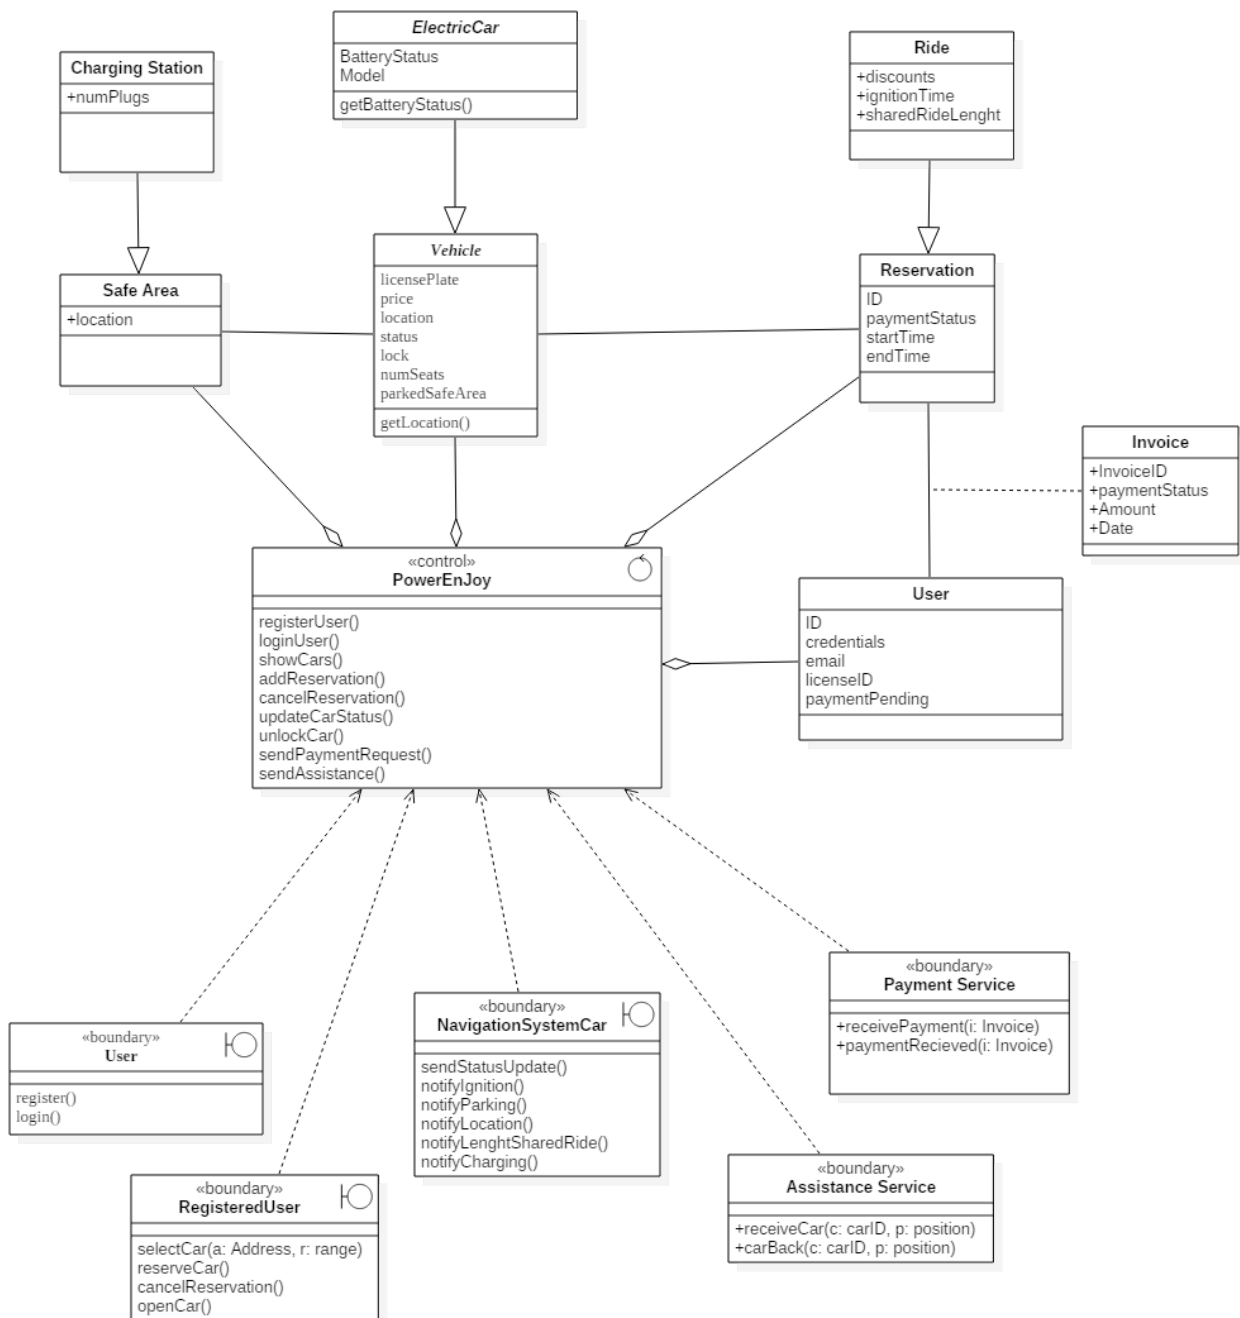 ElectricCar
BatteryStatus
Model
getBatteryStatus()
Charging Station
+numPlugs
Ride
+discounts
+ignitionTime
+sharedRideLenght
Safe Area
+location
Vehicle
licensePlate
price
location
status
lock
numSeats
parkedSafeArea
getLocation()
Reservation
ID
paymentStatus
startTime
endTime
Invoice
+InvoiceID
+paymentStatus
+Amount
+Date
«control»
PowerEnJoy
registerUser()
loginUser()
showCars()
addReservation()
cancelReservation()
updateCarStatus()
unlockCar()
sendPaymentRequest()
sendAssistance()
User
ID
credentials
email
licenseID
paymentPending
«boundary»
User
register()
login()
«boundary»
RegisteredUser
selectCar(a: Address, r: range)
reserveCar()
cancelReservation()
openCar()
«boundary»
NavigationSystemCar
sendStatusUpdate()
notifyIgnition()
notifyParking()
notifyLocation()
notifyLenghtSharedRide()
notifyCharging()
«boundary»
Payment Service
+receivePayment(i: Invoice)
+paymentRecieved(i: Invoice)
«boundary»
Assistance Service
+receiveCar(c: carID, p: position)
+carBack(c: carID, p: position)